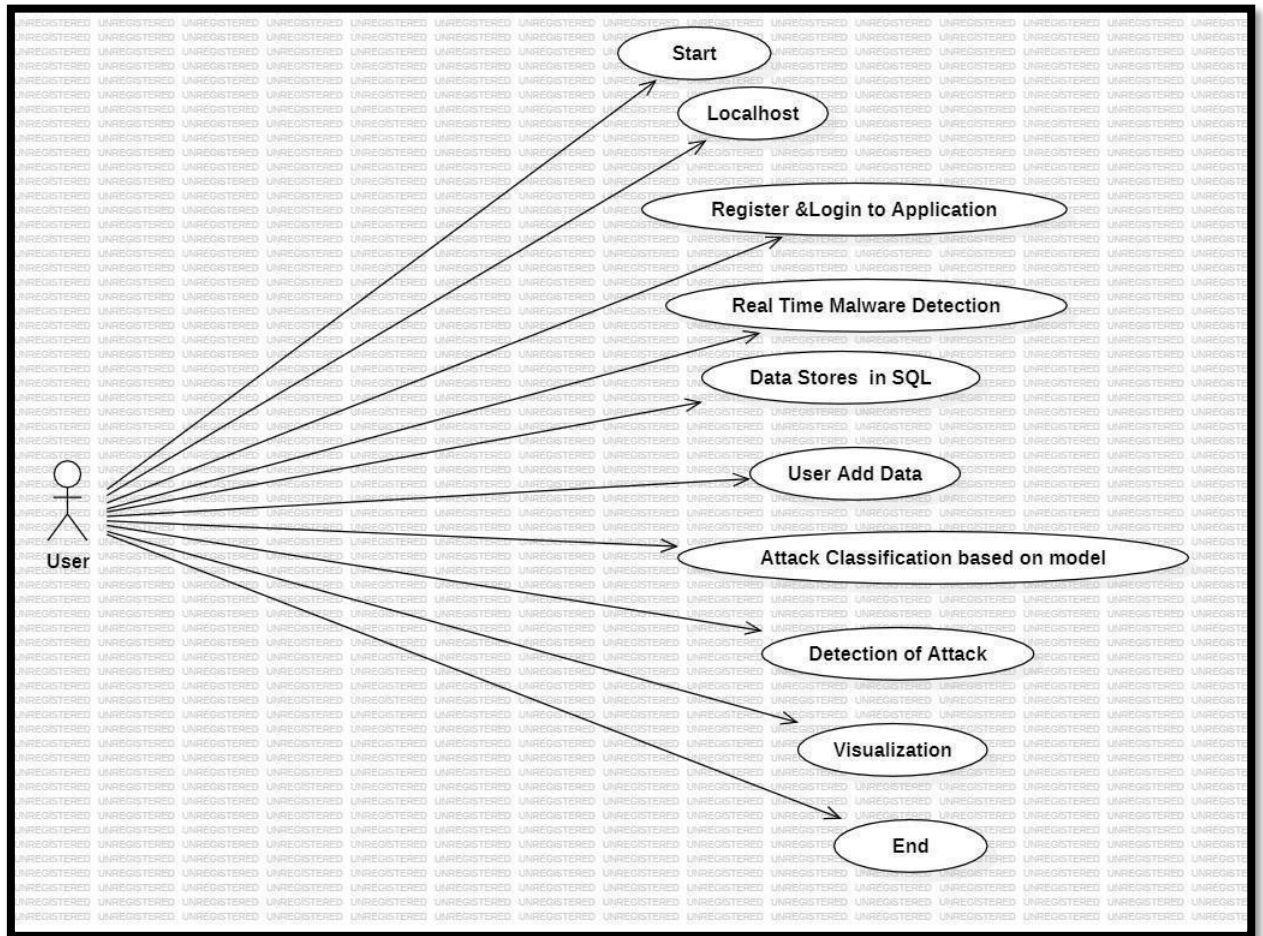 Start
Localhost
Register &Login to Application
Real Time Malware Detection
Data Stores  in SQL
User Add Data
User
Attack Classification based on model
Detection of Attack
Visualization
End
UNREGISTERED